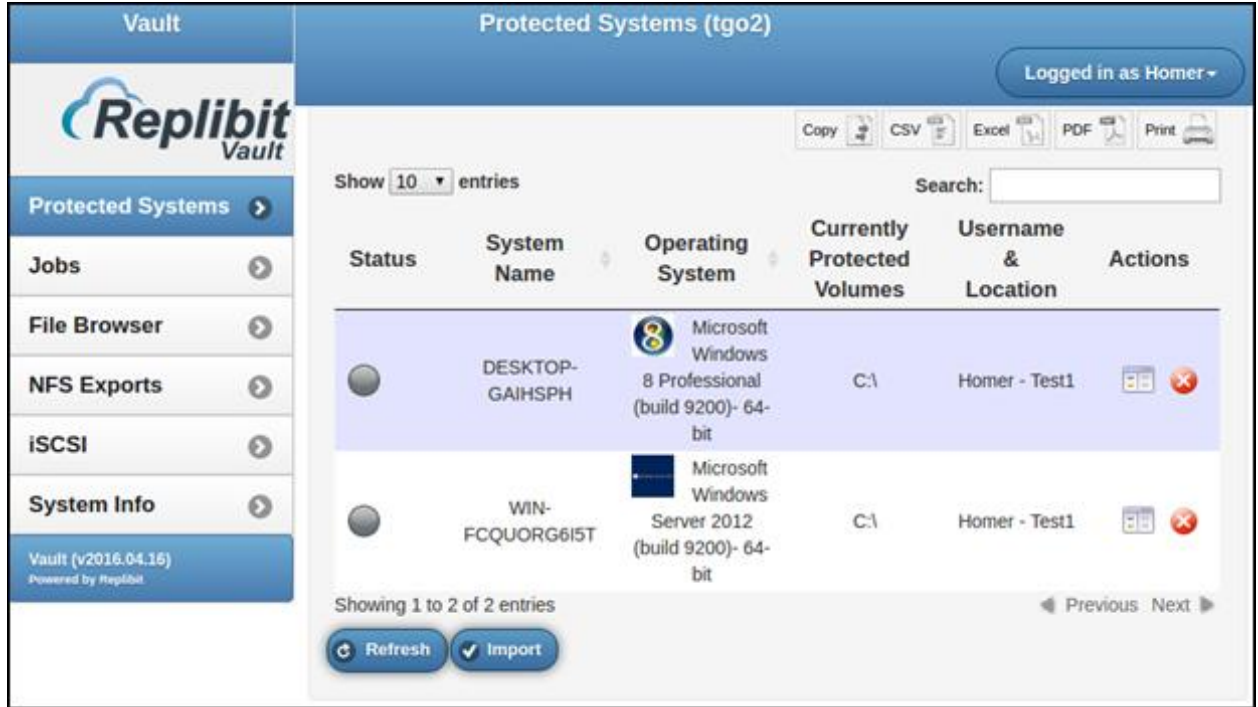 Vault
Protected Systems (tgo2)
Logged in as Homer
Replibit
Vault
Copy CSV Excel PDF Print
Show 10 entries
Search:
Protected Systems
Jobs
File Browser
NFS Exports
iSCSI
System Info
Vault (v2016.04.16)
Powered by Replibit
Status
System
Name
Operating
System
Currently
Protected
Volumes
Username
&
Location
Actions
DESKTOP-
GAIHSPH
8
Microsoft
Windows
8 Professional
(build 9200)- 64-
bit
C:\
Homer - Test1
WIN-
FCQUORG6I5T
Microsoft
Windows
Server 2012
(build 9200)- 64-
bit
C:\
Homer - Test1
Showing 1 to 2 of 2 entries
Previous Next
Refresh Import